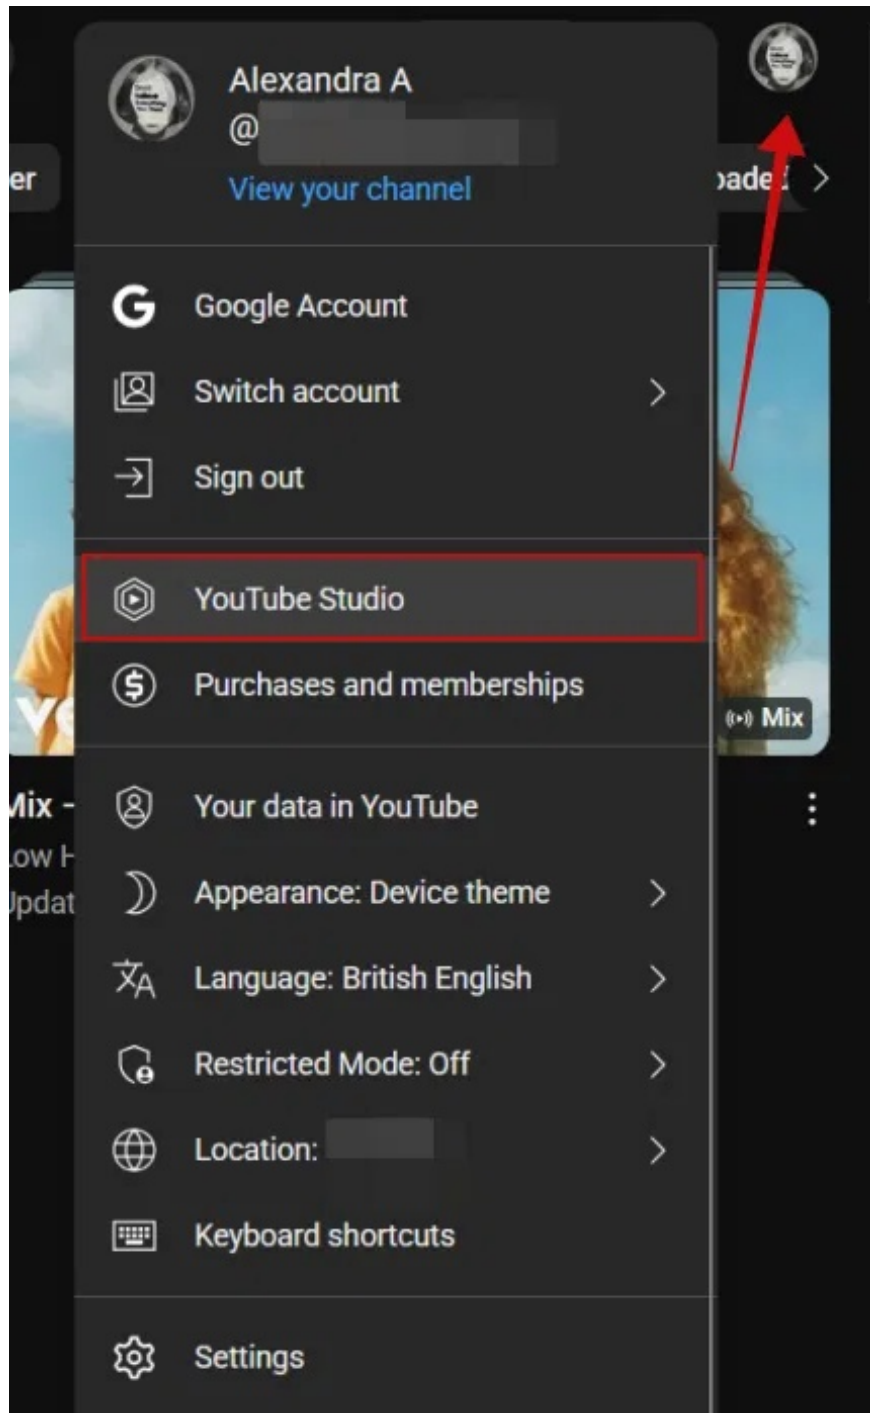 Alexandra A
@
View your channel
er
Google Account
Switch account
Sign out
YouTube Studio
Purchases and memberships
Mix
Mix -
Your data in YouTube
Appearance: Device theme
Language: British English
Restricted Mode: Off
Location:
Keyboard shortcuts
Settings